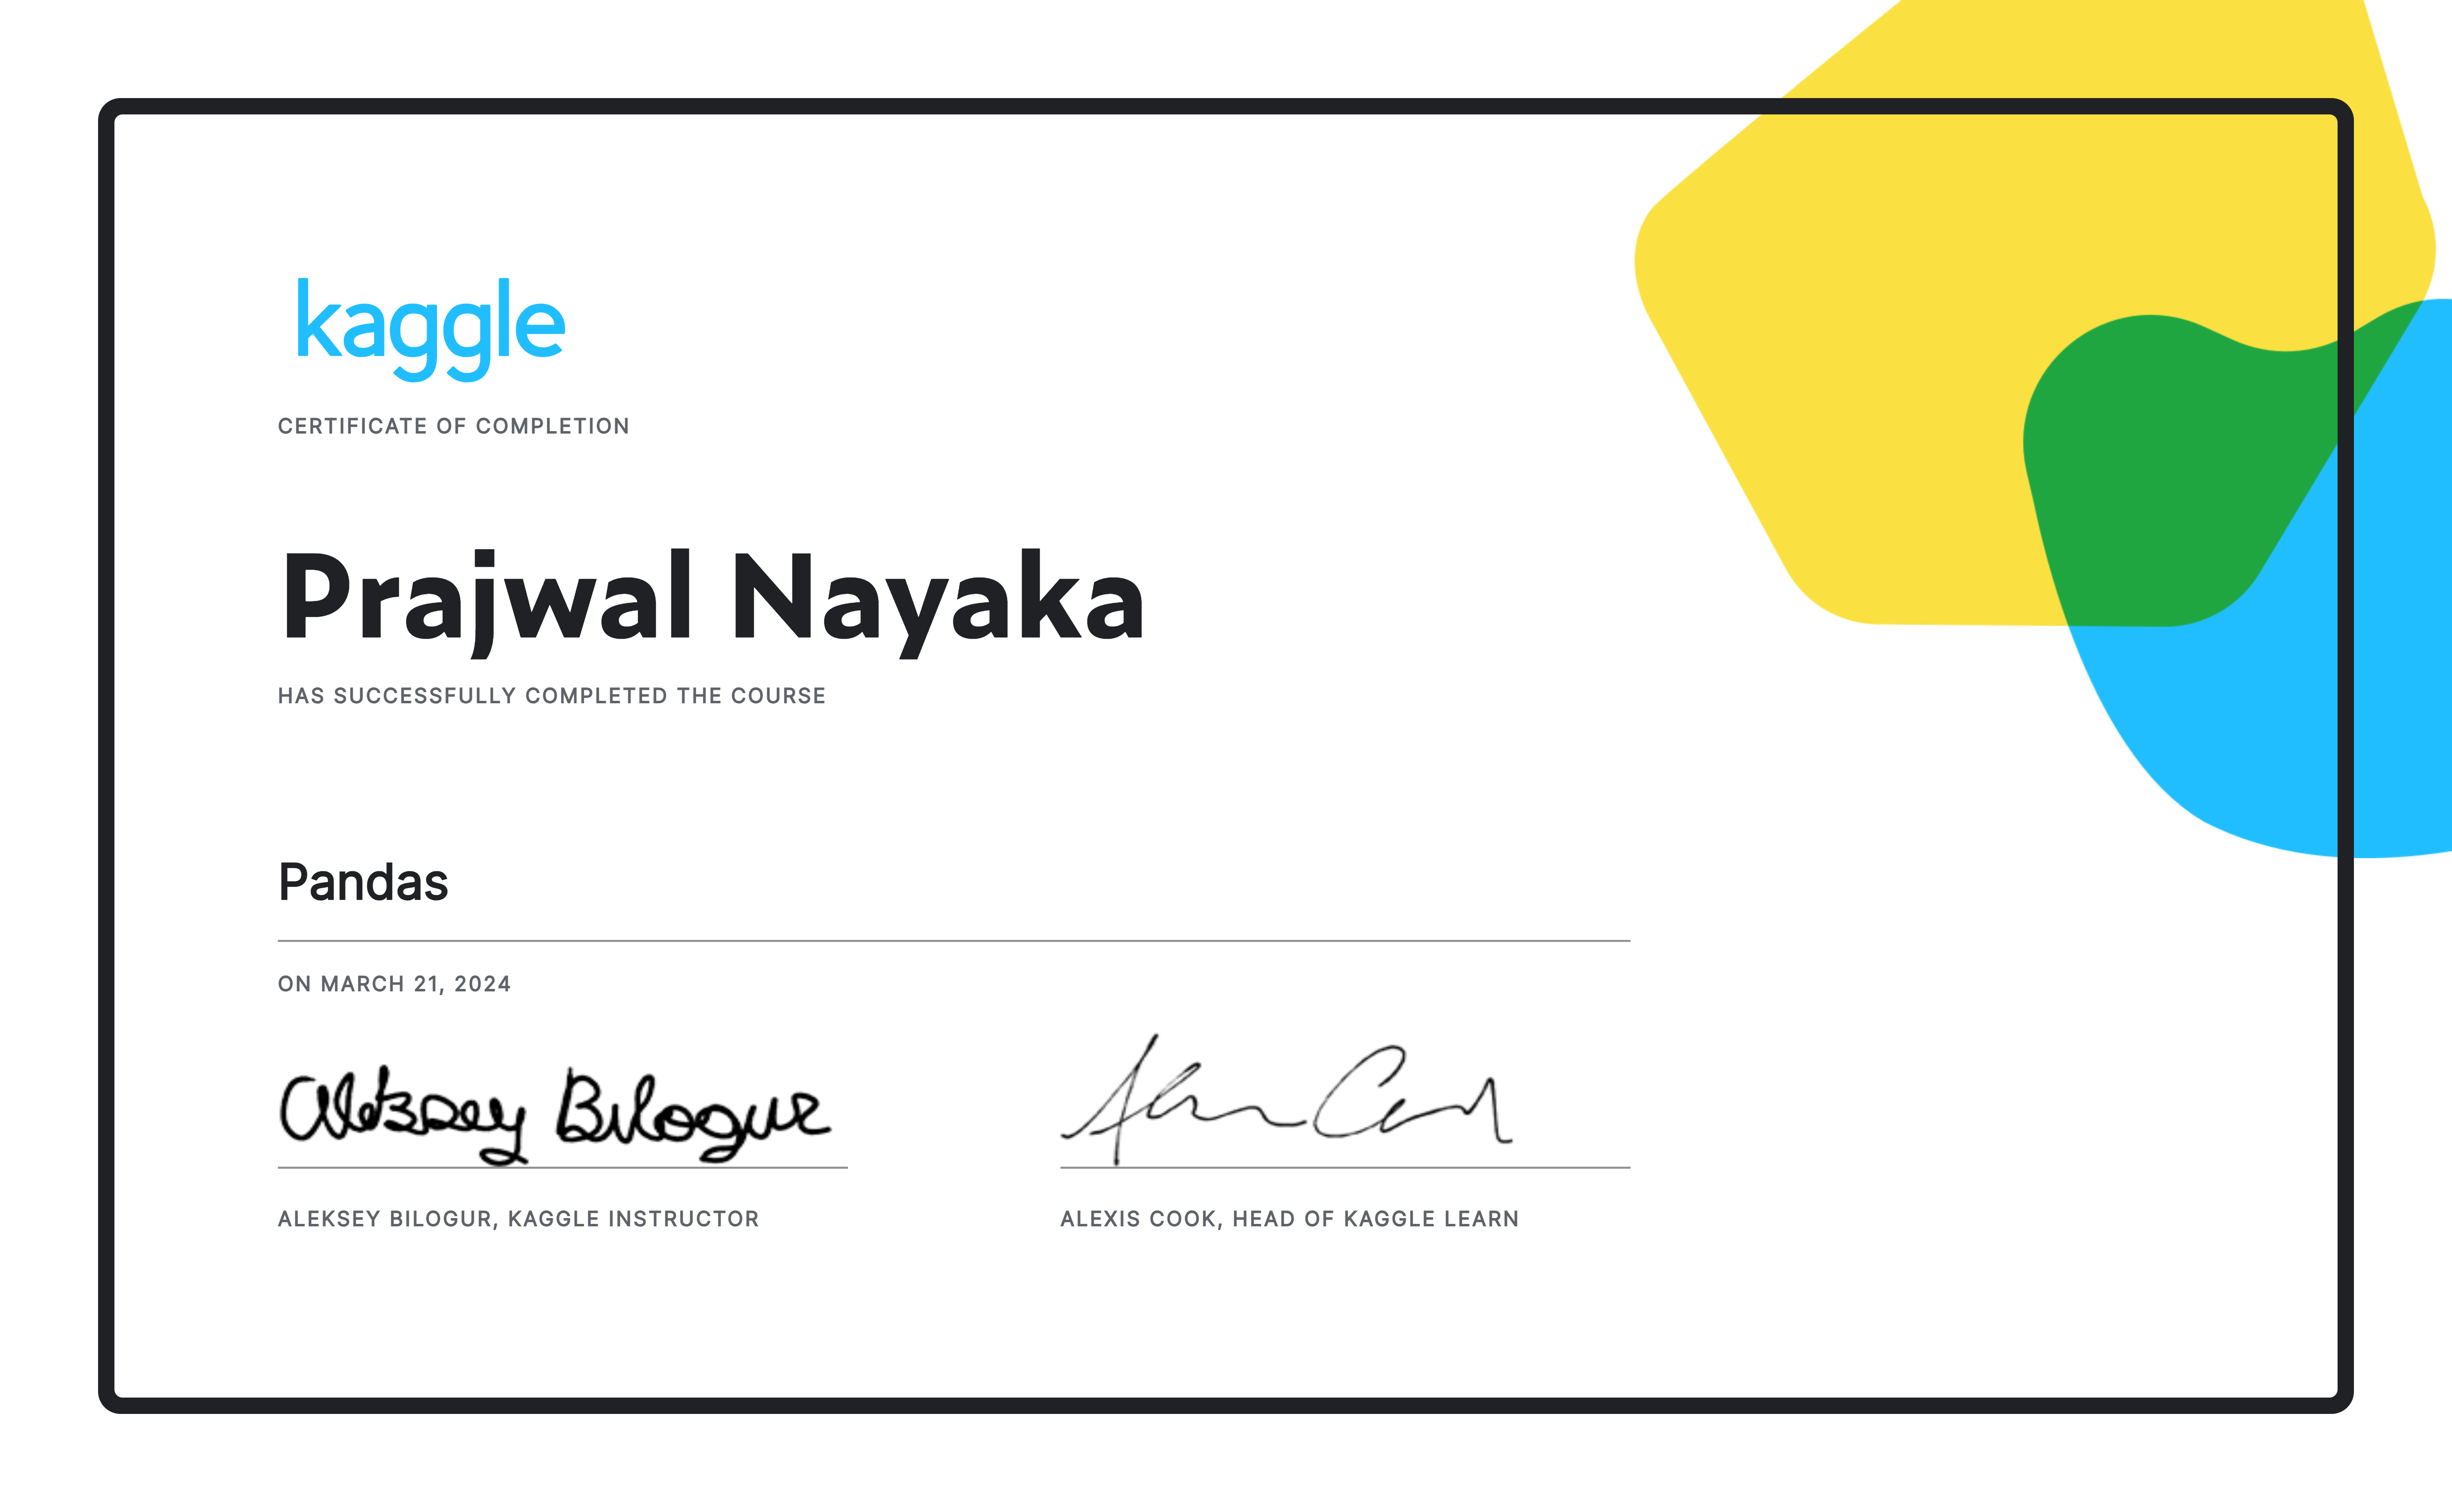 kaggle
CERTIFICATE OF COMPLETION
Prajwal Nayaka
HAS SUCCESSFULLY COMPLETED THE COURSE
Pandas
ON MARCH 21, 2024
Aleksey Bilogur
ALEKSEY BILOGUR, KAGGLE INSTRUCTOR
ALEXIS COOK, HEAD OF KAGGLE LEARN